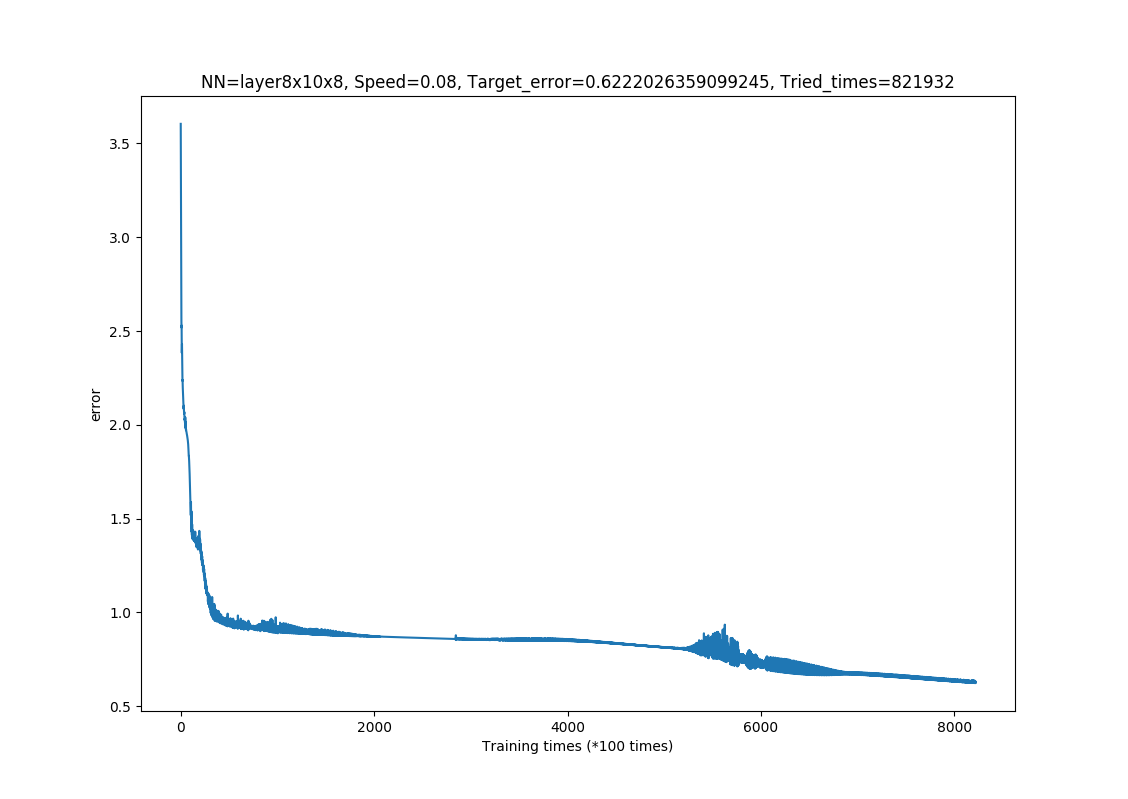 NN=layer8x10x8, Speed=0.08, Target_error=0.6222026359099245, Tried_times=821932
3.5
3.0
2.5
2.0
1.5
1.0
0.5
error
0 2000 4000 6000 8000
Training times (*100 times)